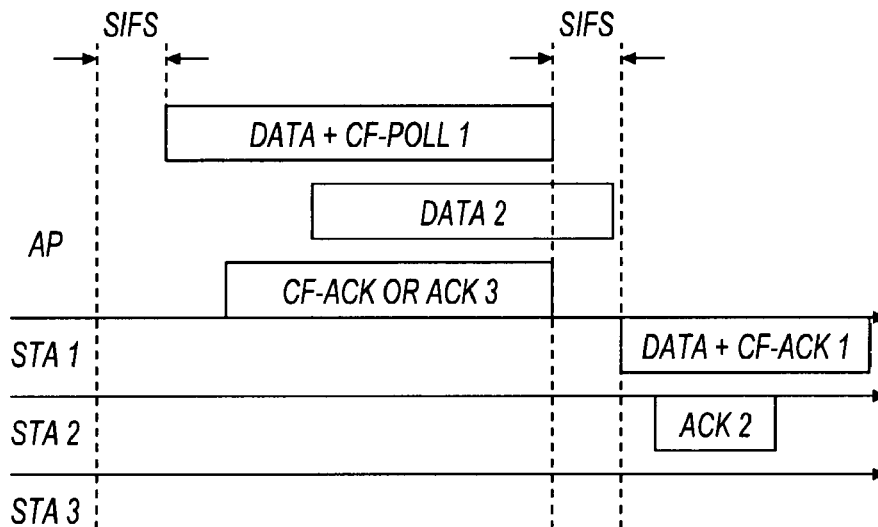 SIFS SIFS
DATA + CF-POLL 1
DATA 2
AP
CF-ACK OR ACK 3
STA 1 DATA + CF-ACK 1
STA 2 ACK 2
STA 3